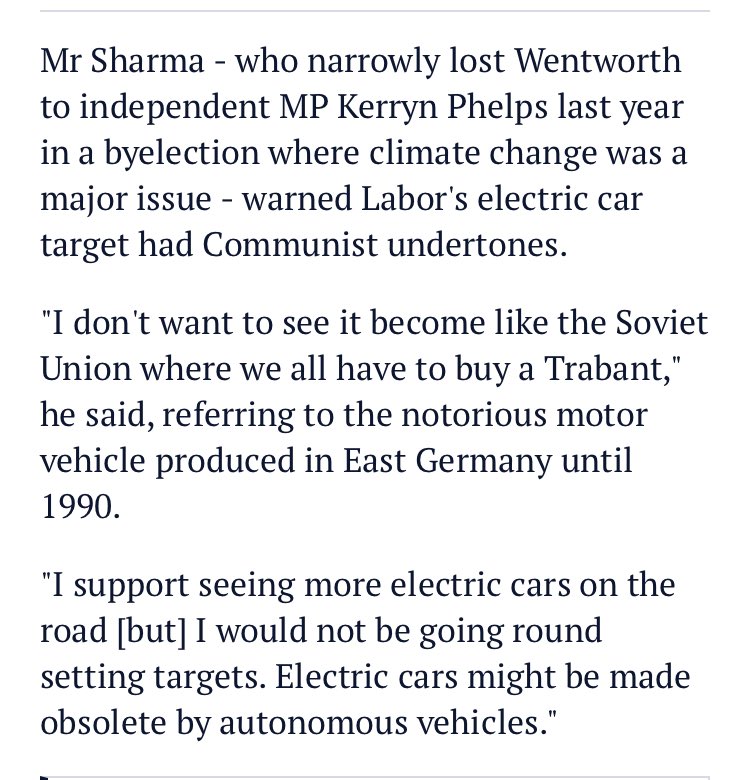 Mr Sharma - who narrowly lost Wentworth
to independent MP Kerryn Phelps last year
in a byelection where climate change was a
major issue - warned Labor's electric car
target had Communist undertones.
"I don't want to see it become like the Soviet
Union where we all have to buy a Trabant,"
he said, referring to the notorious motor
vehicle produced in East Germany until
1990.
"I support seeing more electric cars on the
road [but] I would not be going round
setting targets. Electric cars might be made
obsolete by autonomous vehicles."